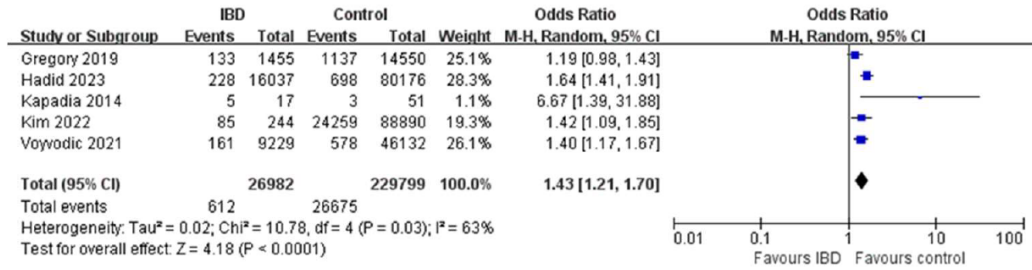 IBD Control Odds Ratio Odds Ratio
Study or Subgroup Events Total Events Total Weight M-H, Random, 95% CI M-H, Random, 95% CI
Gregory 2019 133 1455 1137 14550 25.1% 1.19 [0.98, 1.43]
Hadid 2023 228 16037 698 80176 28.3% 1.64 [1.41, 1.91]
Kapadia 2014 5 17 3 51 1.1% 6.67 [1.39, 31.88]
Kim 2022 85 244 24259 88890 19.3% 1.42 [1.09, 1.85]
Voyvodic 2021 161 9229 578 46132 26.1% 1.40 [1.17, 1.67]
Total (95% CI) 26982 229799 100.0% 1.43 [1.21, 1.70]
Total events 612 26675
Heterogeneity: Tau² = 0.02; Chi² = 10.78, df = 4 (P = 0.03); I² = 63%
Test for overall effect: Z = 4.18 (P < 0.0001)
0.01 0.1 1 10 100
Favours IBD Favours control